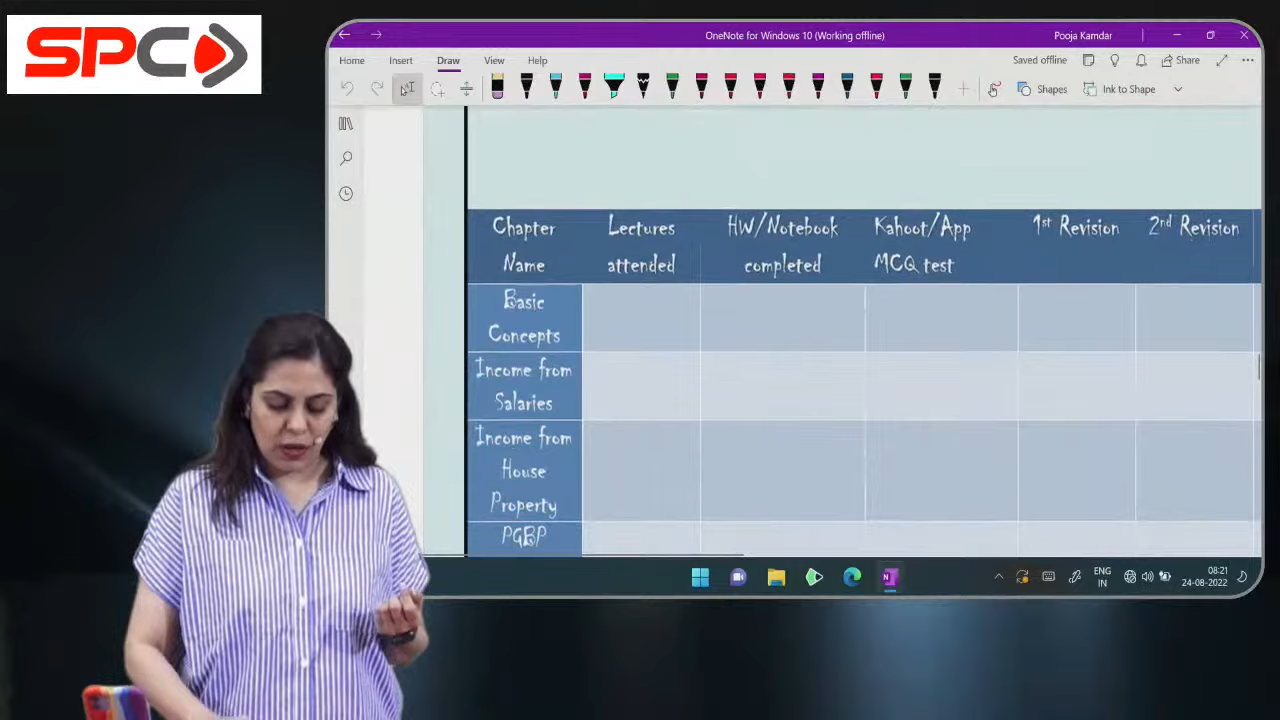 SPC
OneNote for Windows 10 (Working offline)
Pooja Kamdar
Home Insert Draw View Help
Saved offline
Share
Shapes
Ink to Shape
Chapter Name
Lectures attended
HW/Notebook completed
Kahoot/App MCQ test
1st Revision
2nd Revision
Basic Concepts
Income from Salaries
Income from House Property
PGBP
ENG IN
08:21
24-08-2022